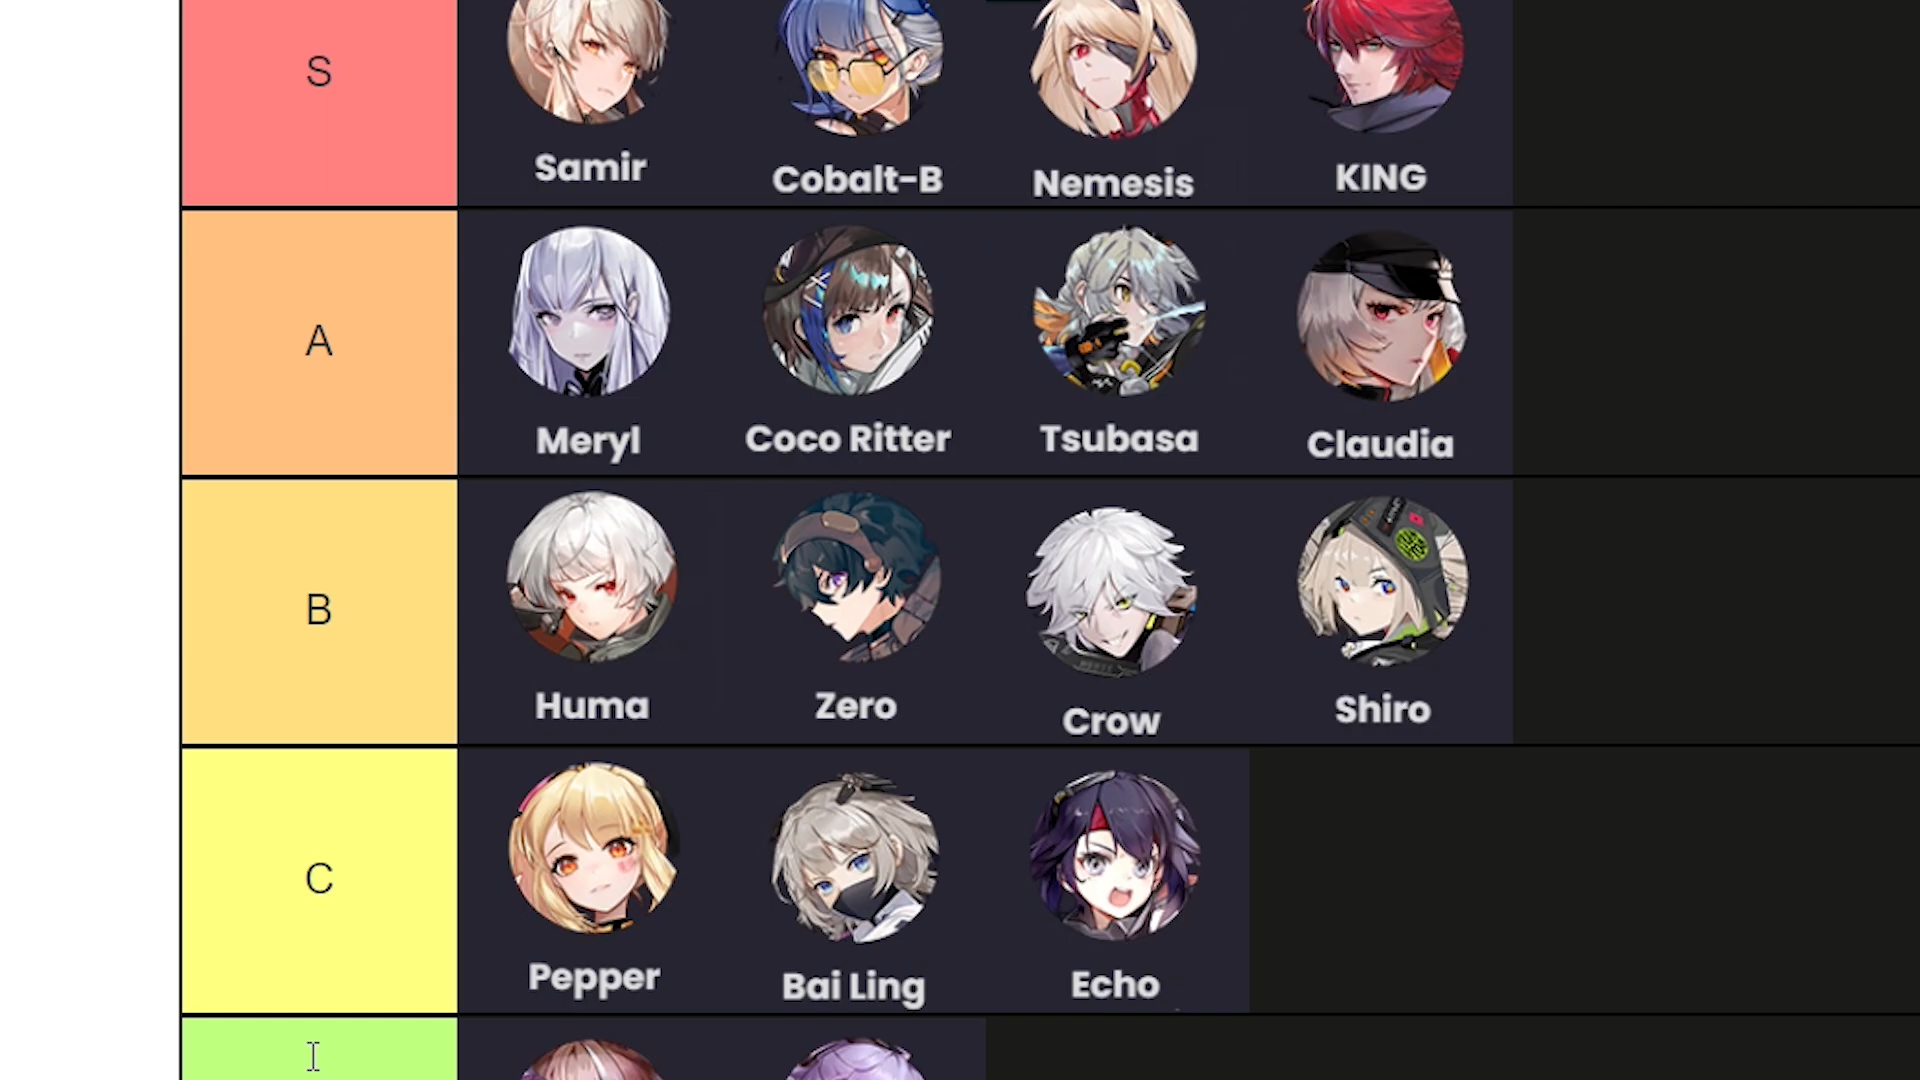 S
Samir
Cobalt-B
Nemesis
KING
A
Meryl
Coco Ritter
Tsubasa
Claudia
B
Huma
Zero
Crow
Shiro
C
Pepper
Bai Ling
Echo